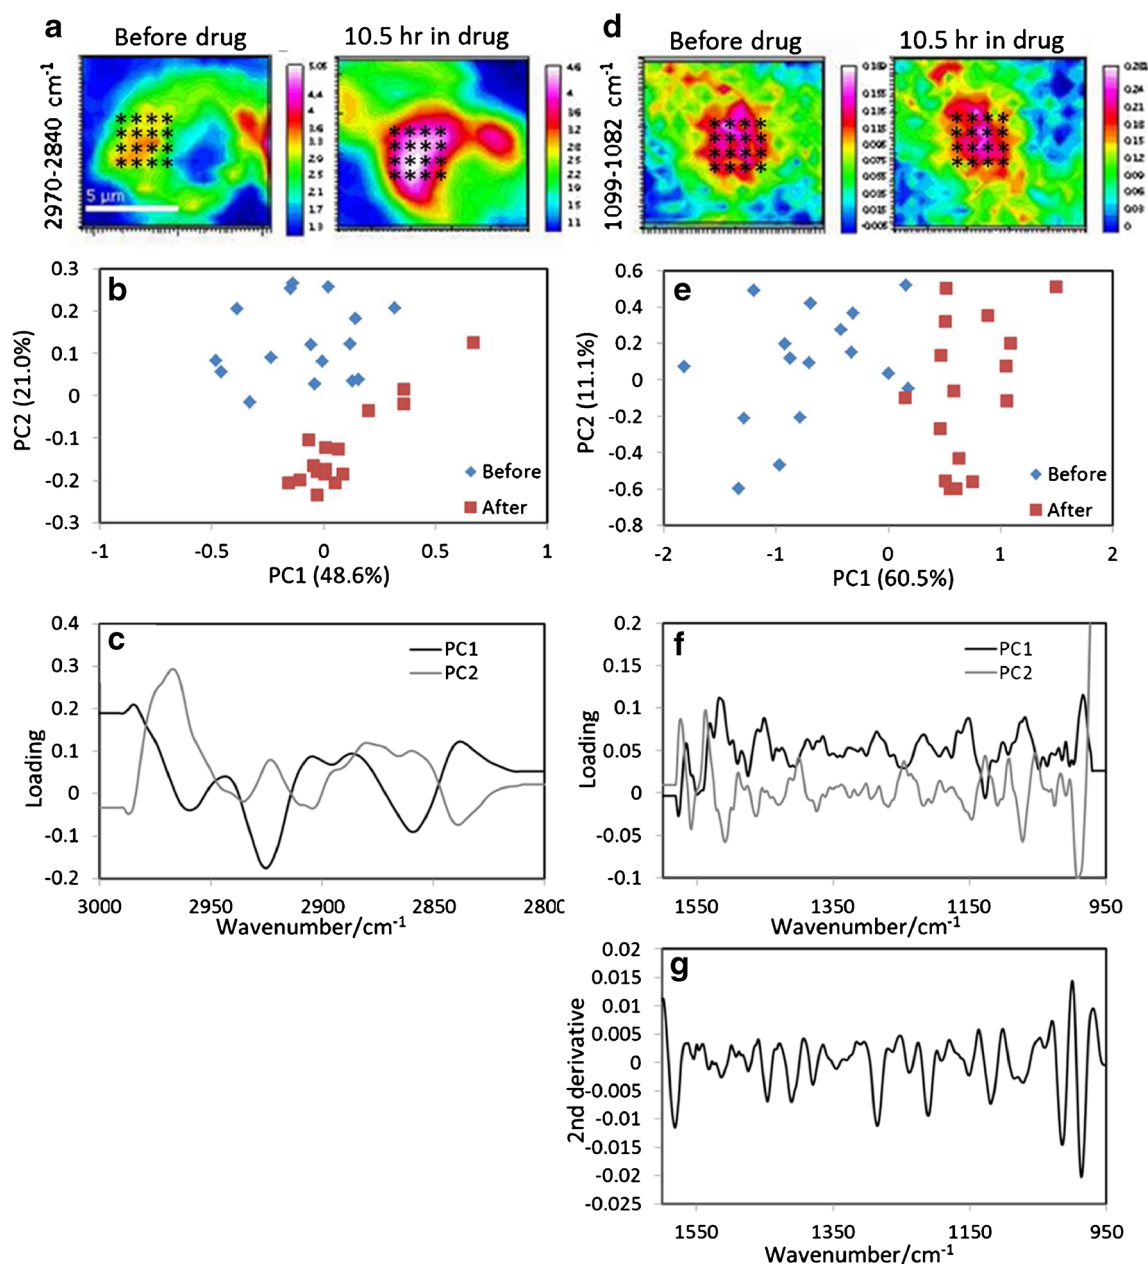 a
Before drug
10.5 hr in drug
2970-2840 cm-1
5 µm
d
Before drug
10.5 hr in drug
1099-1082 cm-1
b
0.3
0.2
0.1
0
-0.1
-0.2
-0.3
PC2 (21.0%)
Before
After
-1
-0.5
0
0.5
1
PC1 (48.6%)
e
0.6
0.4
0.2
0
-0.2
-0.4
-0.6
-0.8
PC2 (11.1%)
Before
After
-2
-1
0
1
2
PC1 (60.5%)
c
0.4
0.3
0.2
0.1
0
-0.1
-0.2
Loading
PC1
PC2
3000
2950
2900
2850
Wavenumber/cm-1
f
0.2
0.15
0.1
0.05
0
-0.05
-0.1
Loading
PC1
PC2
1550
1350
1150
950
Wavenumber/cm-1
g
0.02
0.015
0.01
0.005
0
-0.005
-0.01
-0.015
-0.02
-0.025
2nd derivative
1550
1350
1150
950
Wavenumber/cm-1